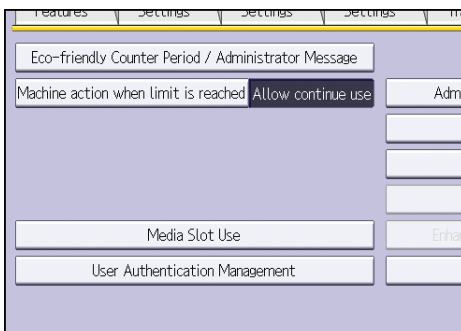 Features Settings Settings Settings
Eco-friendly Counter Period / Administrator Message
Machine action when limit is reached Allow continue use Adm
Media Slot Use Enha
User Authentication Management